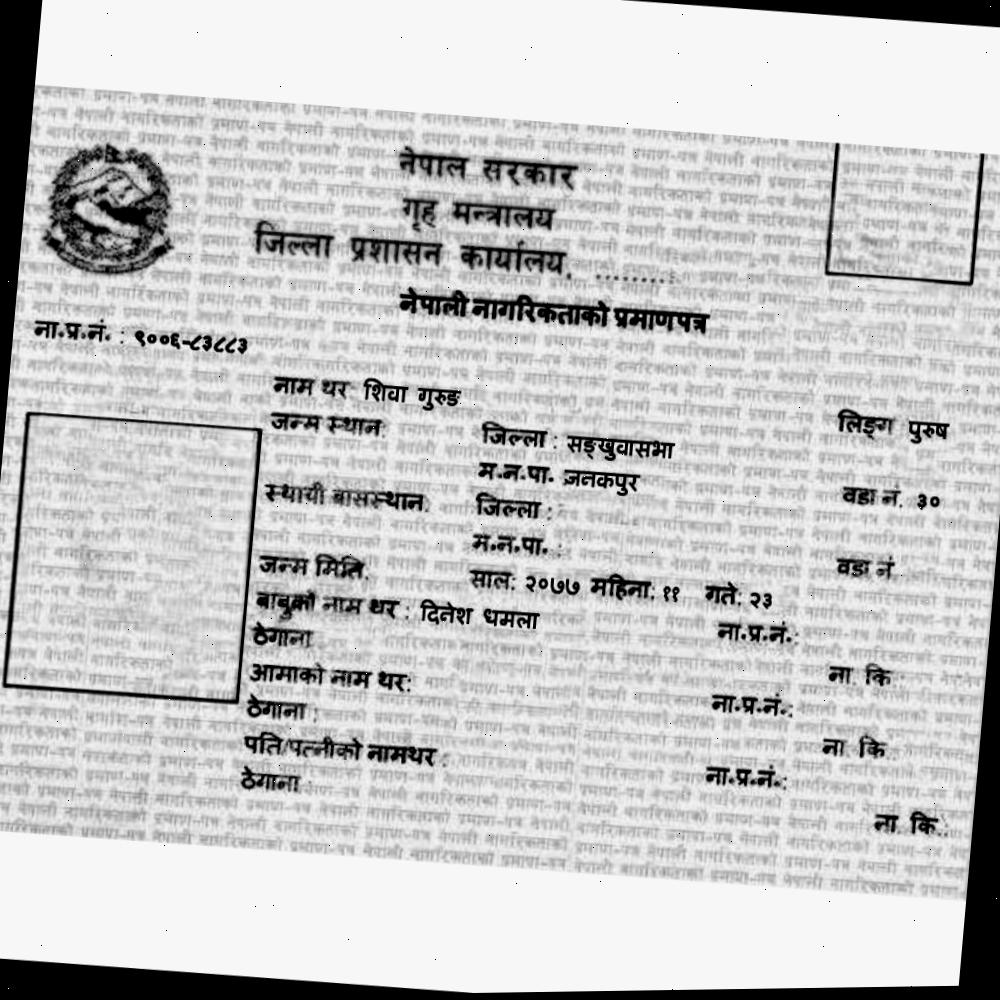 नेपाल सरकार
गृह मन्त्रालय
जिल्ला प्रशासन कार्यालय, ..........
नेपाली नागरिकताको प्रमाणपत्र
ना.प्र.नं. : ९००६-८३८८३
नाम थर : शिवा गुरुङ
लिङ्ग पुरुष
जन्म स्थान: जिल्ला : सङ्खुवासभा
म.न.पा. जनकपुर वडा नं. ३०
स्थायी बासस्थान: जिल्ला :
म.न.पा. : वडा नं
जन्म मिति: साल: २०७७ महिना: ११ गते: २३
बाबुको नाम थर : दिनेश धमला ना.प्र.नं.:
ठेगाना ना. कि.:
आमाको नाम थर: ना.प्र.नं.:
ठेगाना : ना. कि.:
पति/पत्नीको नामथर : ना.प्र.नं.:
ठेगाना : ना. कि.: